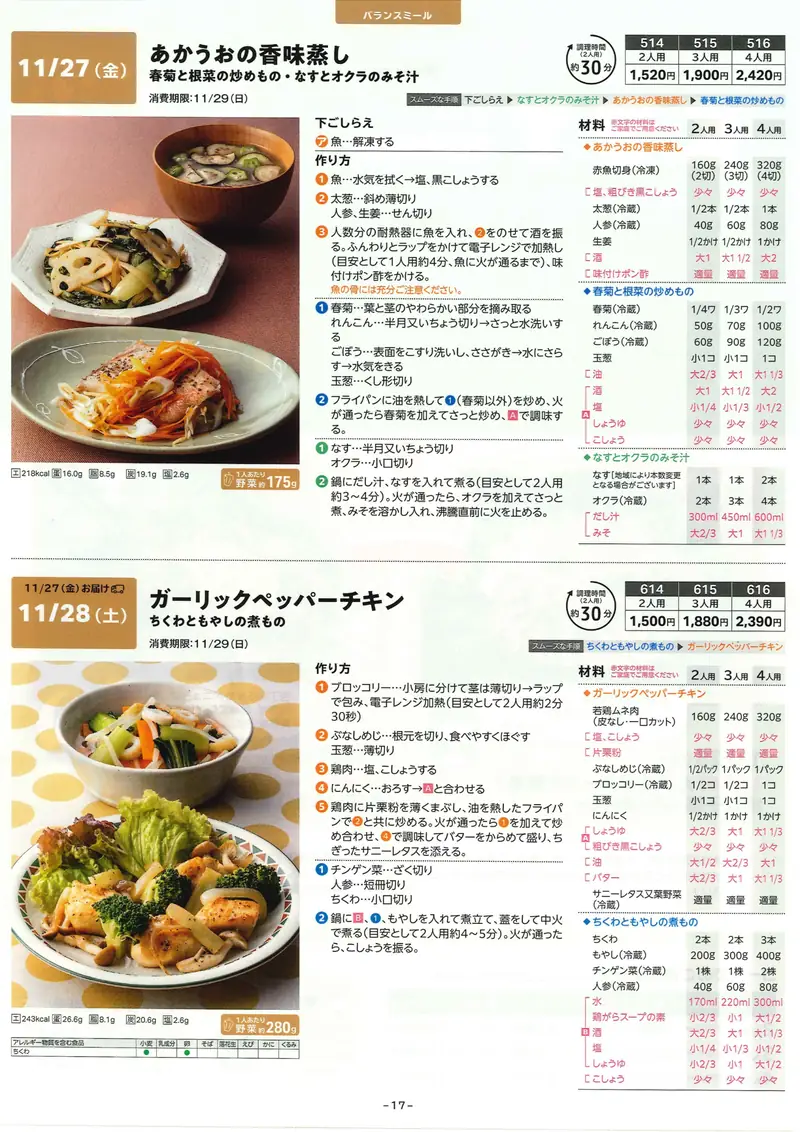 バランスミール
11/27(金)
あかうおの香味蒸し
春菊と根菜の炒めもの・なすとオクラのみそ汁
消費期限:11/29(日)
調理時間
(2人用)
約30分
514 515 516
2人用 3人用 4人用
1,520円 1,900円 2,420円
スムーズな手順 下ごしらえ▶なすとオクラのみそ汁▶あかうおの香味蒸し▶春菊と根菜の炒めもの
下ごしらえ
ア 魚…解凍する
作り方
1 魚…水気を拭く→塩、黒こしょうする
2 太葱…斜め薄切り
人参、生姜…せん切り
3 人数分の耐熱器に魚を入れ、2をのせて酒を振
る。ふんわりとラップをかけて電子レンジで加熱し
(目安として1人用約4分、魚に火が通るまで)、味
付けポン酢をかける。
魚の骨には充分ご注意ください。
1 春菊…葉と茎のやわらかい部分を摘み取る
れんこん…半月又いちょう切り→さっと水洗いす
る
ごぼう…表面をこすり洗いし、ささがき→水にさら
す→水気をきる
玉葱…くし形切り
2 フライパンに油を熱して1(春菊以外)を炒め、火
が通ったら春菊を加えてさっと炒め、Aで調味す
る。
1 なす…半月又いちょう切り
オクラ…小口切り
2 鍋にだし汁、なすを入れて煮る(目安として2人用
約3～4分)。火が通ったら、オクラを加えてさっと
煮、みそを溶かし入れ、沸騰直前に火を止める。
材料 赤文字の材料はご家庭でご用意ください 2人用 3人用 4人用
◆あかうおの香味蒸し
赤魚切身(冷凍) 160g(2切) 240g(3切) 320g(4切)
塩、粗びき黒こしょう 少々 少々 少々
太葱(冷蔵) 1/2本 1/2本 1本
人参(冷蔵) 40g 60g 80g
生姜 1/2かけ 1/2かけ 1かけ
酒 大1 大1 1/2 大2
味付けポン酢 適量 適量 適量
◆春菊と根菜の炒めもの
春菊(冷蔵) 1/4ワ 1/3ワ 1/2ワ
れんこん(冷蔵) 50g 70g 100g
ごぼう(冷蔵) 60g 90g 120g
玉葱 小1コ 小1コ 1コ
油 大2/3 大1 大1 1/3
A
酒 大1 大1 1/2 大2
塩 小1/4 小1/3 小1/2
しょうゆ 少々 少々 少々
こしょう 少々 少々 少々
◆なすとオクラのみそ汁
なす[地域により本数変更となる場合がございます] 1本 1本 2本
オクラ(冷蔵) 2本 3本 4本
だし汁 300ml 450ml 600ml
みそ 大2/3 大1 大1 1/3
エ218kcal 蛋16.0g 脂8.5g 炭19.1g 塩2.6g
1人あたり
野菜約175g
11/27(金)お届け
11/28(土)
ガーリックペッパーチキン
ちくわともやしの煮もの
消費期限:11/29(日)
調理時間
(2人用)
約30分
614 615 616
2人用 3人用 4人用
1,500円 1,880円 2,390円
スムーズな手順 ちくわともやしの煮もの▶ガーリックペッパーチキン
作り方
1 ブロッコリー…小房に分けて茎は薄切り→ラップ
で包み、電子レンジ加熱(目安として2人用約2分
30秒)
2 ぶなしめじ…根元を切り、食べやすくほぐす
玉葱…薄切り
3 鶏肉…塩、こしょうする
4 にんにく…おろす→Aと合わせる
5 鶏肉に片栗粉を薄くまぶし、油を熱したフライパ
ンで2と共に炒める。火が通ったら1を加えて炒
め合わせ、4で調味してバターをからめて盛り、ち
ぎったサニーレタスを添える。
1 チンゲン菜…ざく切り
人参…短冊切り
ちくわ…小口切り
2 鍋にB、1、もやしを入れて煮立て、蓋をして中火
で煮る(目安として2人用約4～5分)。火が通った
ら、こしょうを振る。
材料 赤文字の材料はご家庭でご用意ください 2人用 3人用 4人用
◆ガーリックペッパーチキン
若鶏ムネ肉
(皮なし・一口カット) 160g 240g 320g
塩、こしょう 少々 少々 少々
片栗粉 適量 適量 適量
ぶなしめじ(冷蔵) 1/2パック 1パック 1パック
ブロッコリー(冷蔵) 1/2コ 1/2コ 1コ
玉葱 小1コ 小1コ 1コ
にんにく 1/2かけ 1かけ 1かけ
A
しょうゆ 大2/3 大1 大1 1/3
粗びき黒こしょう 少々 少々 少々
油 大1/2 大2/3 大1
バター 大2/3 大1 大1 1/3
サニーレタス又葉野菜
(冷蔵) 適量 適量 適量
◆ちくわともやしの煮もの
ちくわ 2本 2本 3本
もやし(冷蔵) 200g 300g 400g
チンゲン菜(冷蔵) 1株 1株 2株
人参(冷蔵) 40g 60g 80g
B
水 170ml 220ml 300ml
鶏がらスープの素 小2/3 小1 大1/2
酒 大2/3 大1 大1 1/3
塩 小1/4 小1/3 小1/2
しょうゆ 小2/3 小1 大1/2
こしょう 少々 少々 少々
エ243kcal 蛋26.6g 脂8.1g 炭20.6g 塩2.6g
1人あたり
野菜約280g
アレルギー物質を含む食品 小麦 乳成分 卵 そば 落花生 えび かに くるみ
ちくわ ● ●
-17-